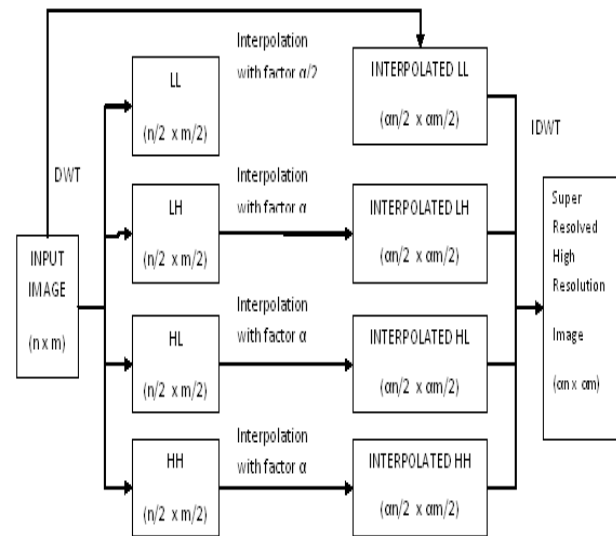 Interpolation
with factor α/2
LL
(n/2 x m/2)
INTERPOLATED LL
(αn/2 x αm/2)
DWT
IDWT
Interpolation
with factor α
LH
(n/2 x m/2)
INTERPOLATED LH
(αn/2 x αm/2)
INPUT
IMAGE
(n x m)
Super
Resolved
High
Resolution
Image
(αn x αm)
Interpolation
with factor α
HL
(n/2 x m/2)
INTERPOLATED HL
(αn/2 x αm/2)
Interpolation
with factor α
HH
(n/2 x m/2)
INTERPOLATED HH
(αn/2 x αm/2)